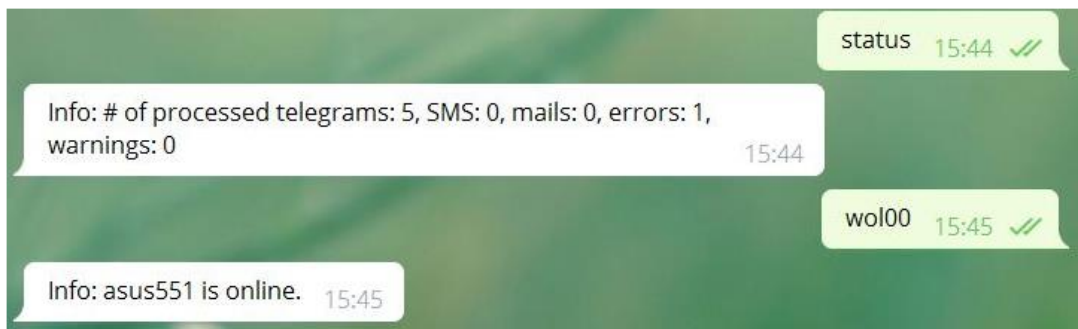 status 15:44
Info: # of processed telegrams: 5, SMS: 0, mails: 0, errors: 1,
warnings: 0 15:44
wol00 15:45
Info: asus551 is online. 15:45